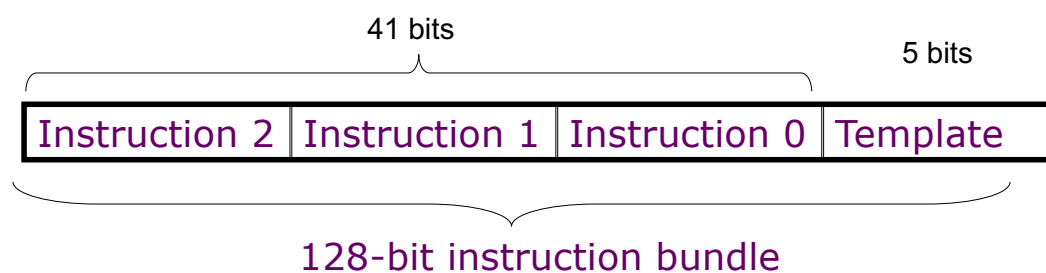 41 bits
5 bits
Instruction 2 Instruction 1 Instruction 0 Template
128-bit instruction bundle